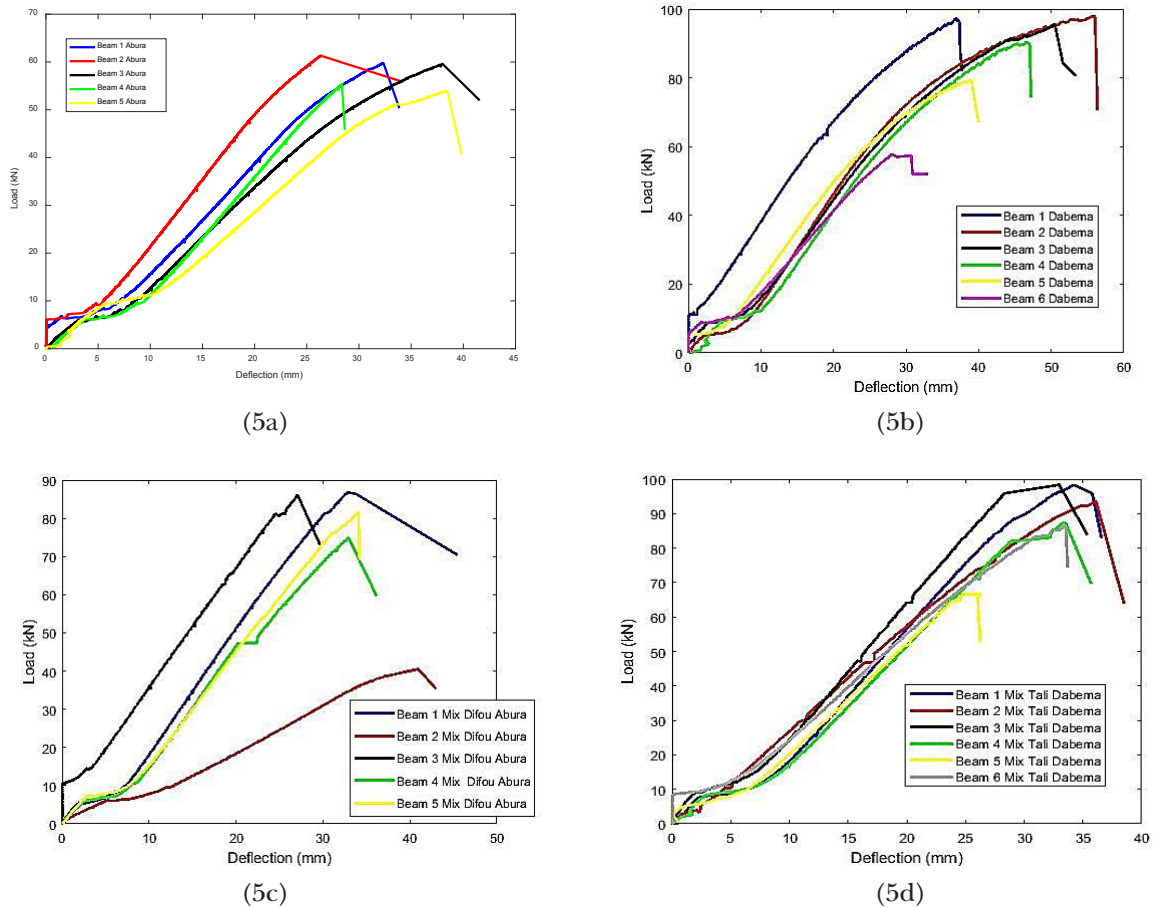 70
60
50
40
30
20
10
0
Load (kN)
Beam 1 Abura
Beam 2 Abura
Beam 3 Abura
Beam 4 Abura
Beam 5 Abura
0 5 10 15 20 25 30 35 40 45
Deflection (mm)
(5a)
100
80
60
40
20
0
Load (kN)
Beam 1 Dabema
Beam 2 Dabema
Beam 3 Dabema
Beam 4 Dabema
Beam 5 Dabema
Beam 6 Dabema
0 10 20 30 40 50 60
Deflection (mm)
(5b)
90
80
70
60
50
40
30
20
10
0
Load (kN)
Beam 1 Mix Difou Abura
Beam 2 Mix Difou Abura
Beam 3 Mix Difou Abura
Beam 4 Mix Difou Abura
Beam 5 Mix Difou Abura
0 10 20 30 40 50
Deflection (mm)
(5c)
100
90
80
70
60
50
40
30
20
10
0
Load (kN)
Beam 1 Mix Tali Dabema
Beam 2 Mix Tali Dabema
Beam 3 Mix Tali Dabema
Beam 4 Mix Tali Dabema
Beam 5 Mix Tali Dabema
Beam 6 Mix Tali Dabema
0 5 10 15 20 25 30 35 40
Deflection (mm)
(5d)